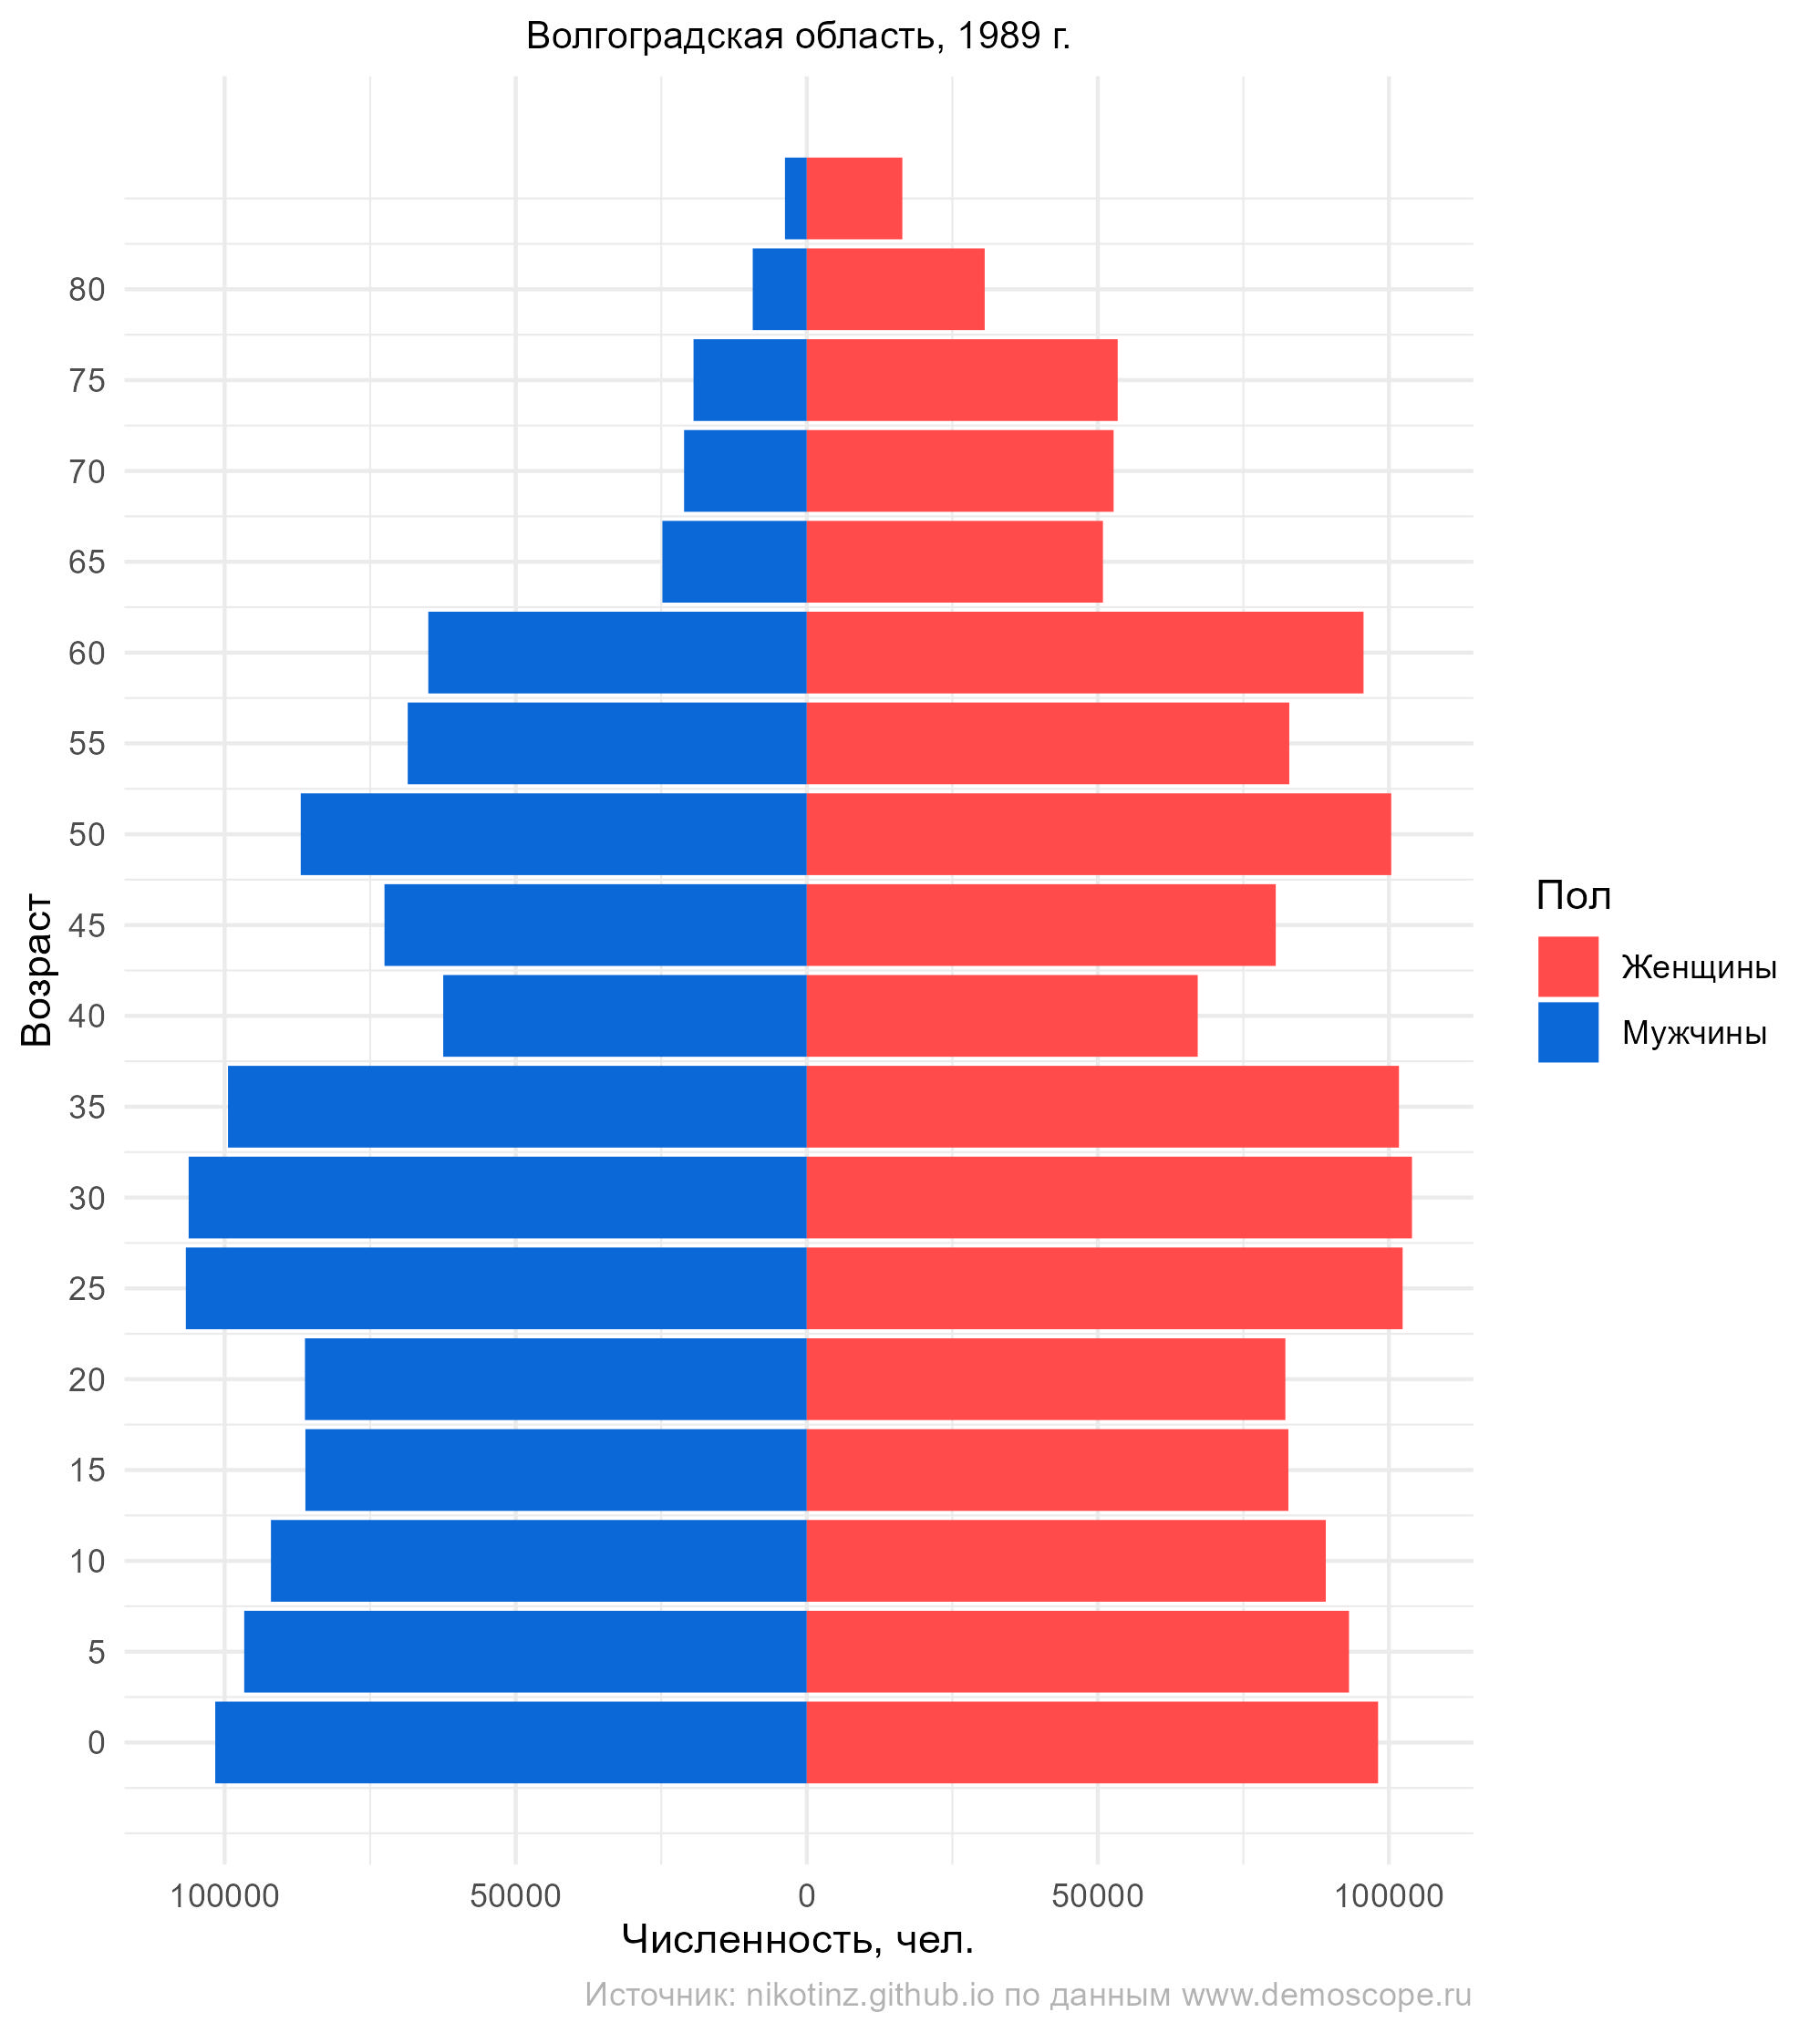 Волгоградская область, 1989 г.
80
75
70
65
60
55
50
45
40
35
30
25
20
15
10
5
0
Возраст
100000 50000 0 50000 100000
Численность, чел.
Пол
Женщины
Мужчины
Источник: nikotinz.github.io по данным www.demoscope.ru